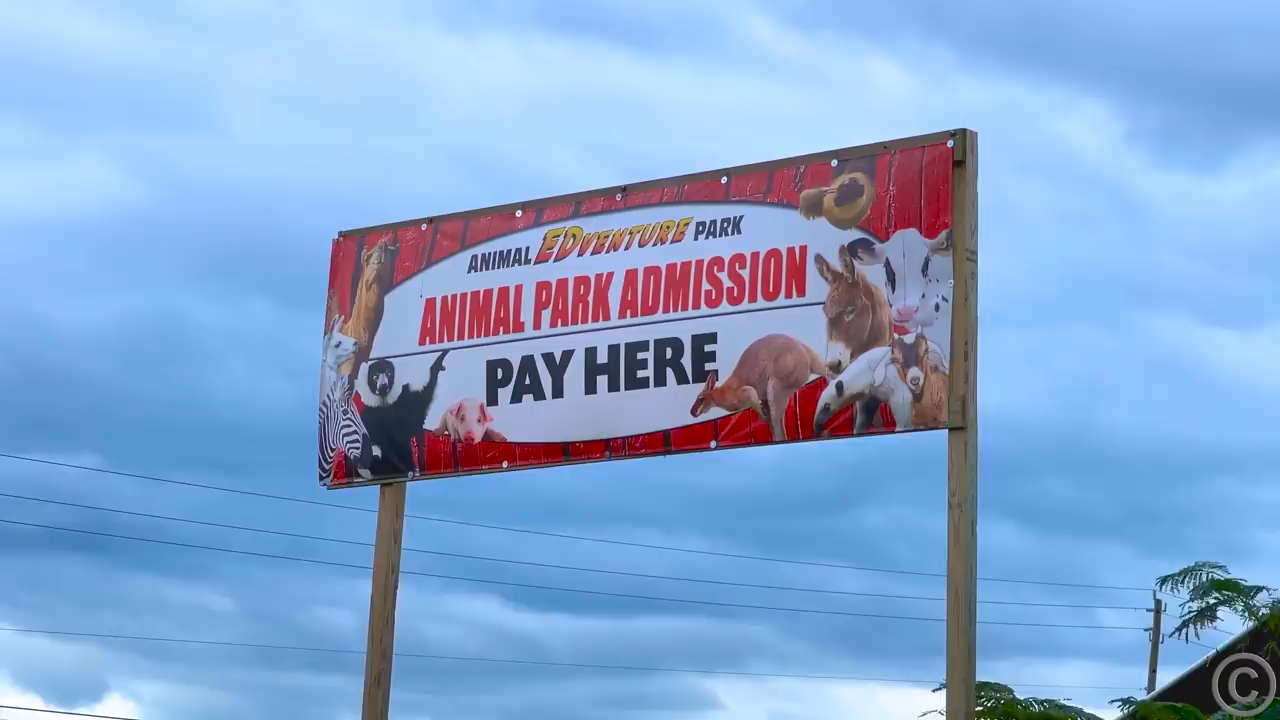 ANIMAL EDVENTURE PARK
ANIMAL PARK ADMISSION
PAY HERE
©